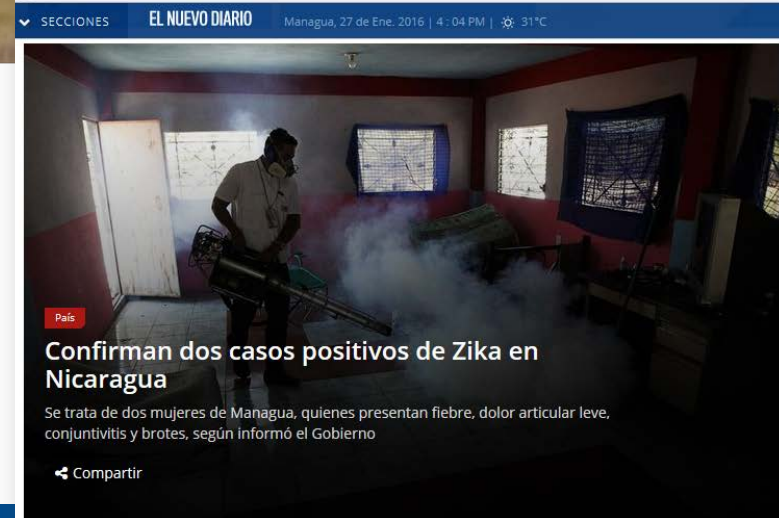 SECCIONES EL NUEVO DIARIO Managua, 27 de Ene. 2016 | 4 : 04 PM | 31°C
País
Confirman dos casos positivos de Zika en
Nicaragua
Se trata de dos mujeres de Managua, quienes presentan fiebre, dolor articular leve,
conjuntivitis y brotes, según informó el Gobierno
Compartir